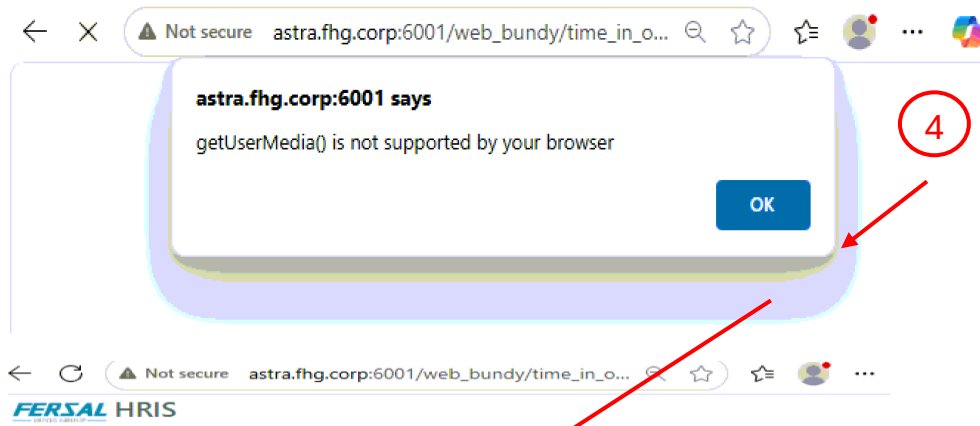 Not secure astra.fhg.corp:6001/web_bundy/time_in_o...
astra.fhg.corp:6001 says
getUserMedia() is not supported by your browser
OK
4
Not secure astra.fhg.corp:6001/web_bundy/time_in_o...
FERSAL HRIS